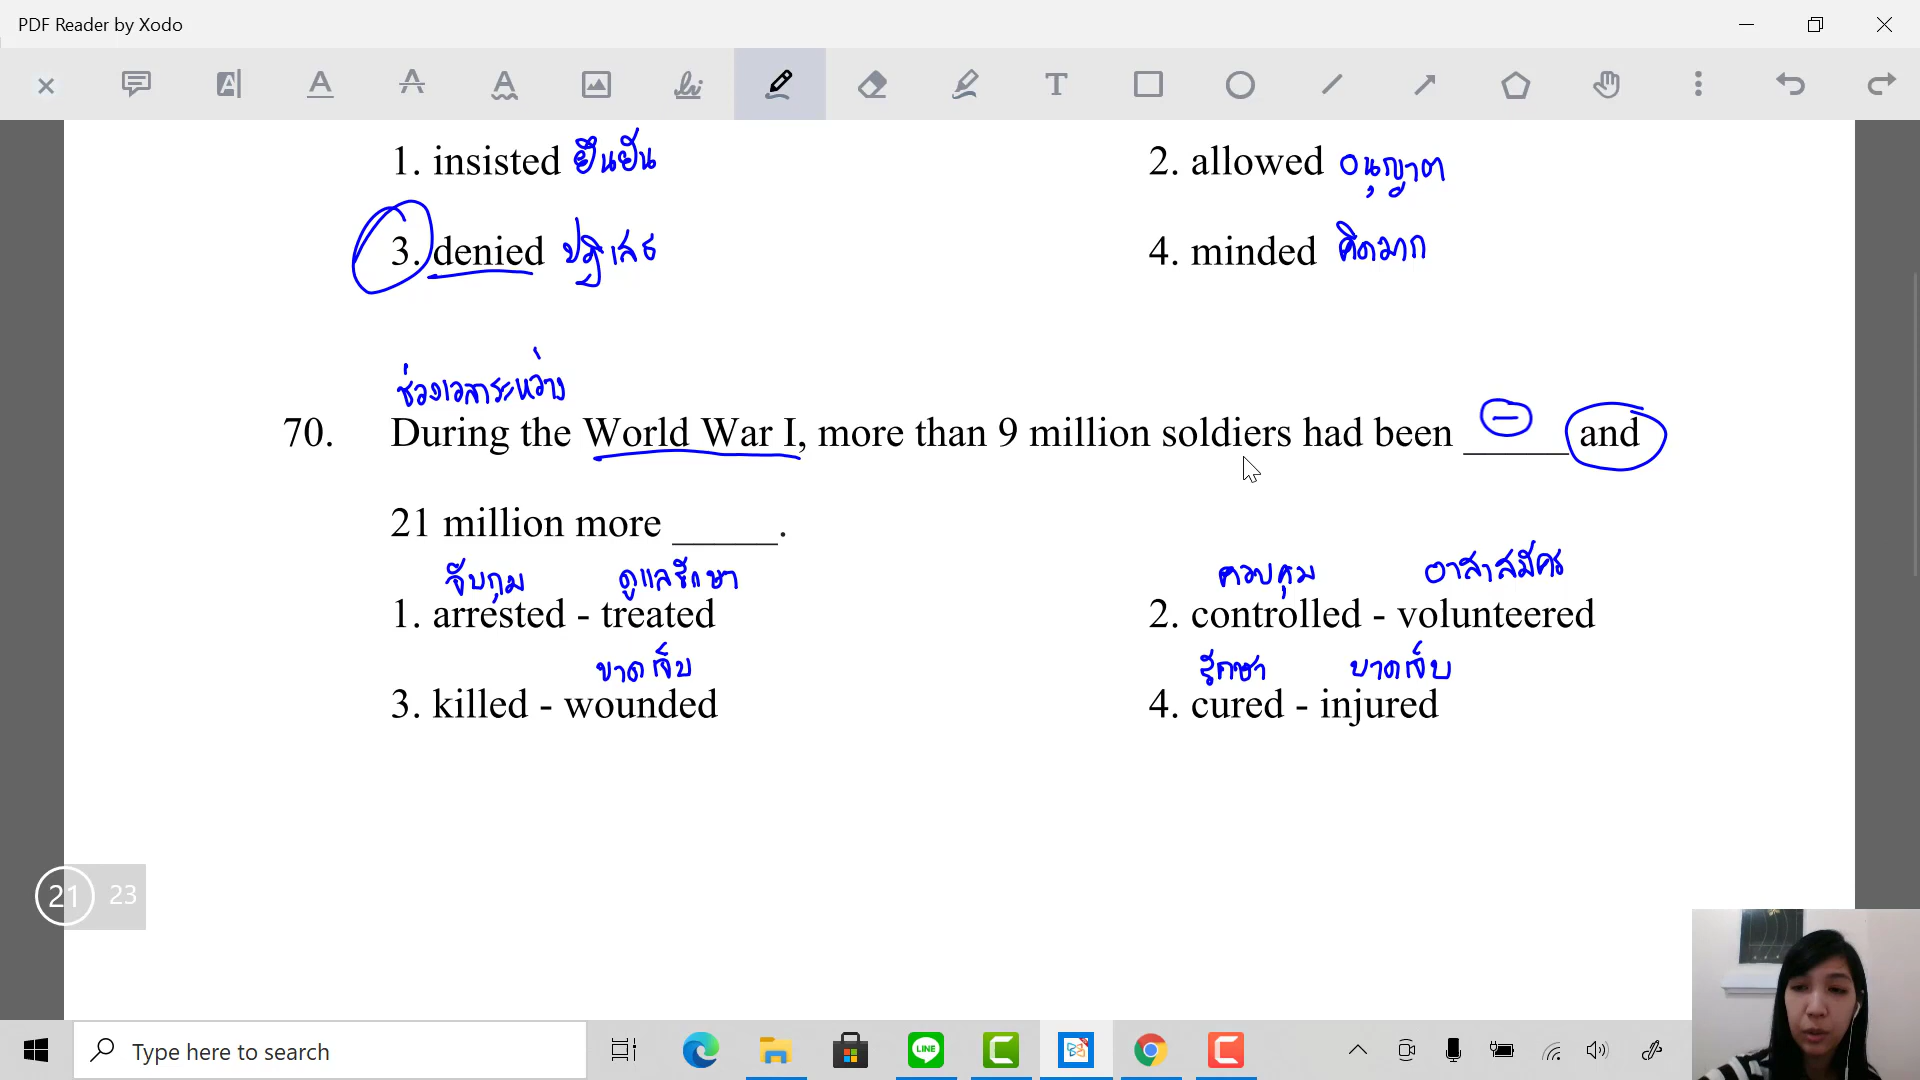 PDF Reader by Xodo
1. insisted ยืนยัน
2. allowed อนุญาต
3. denied ปฏิเสธ
4. minded คิดมาก
ช่วงเวลาระหว่าง
70. During the World War I, more than 9 million soldiers had been _____ and
21 million more _____.
จับกุม ดูแลรักษา
ควบคุม อาสาสมัคร
1. arrested - treated
2. controlled - volunteered
บาดเจ็บ
รักษา บาดเจ็บ
3. killed - wounded
4. cured - injured
21 23
Type here to search
LINE